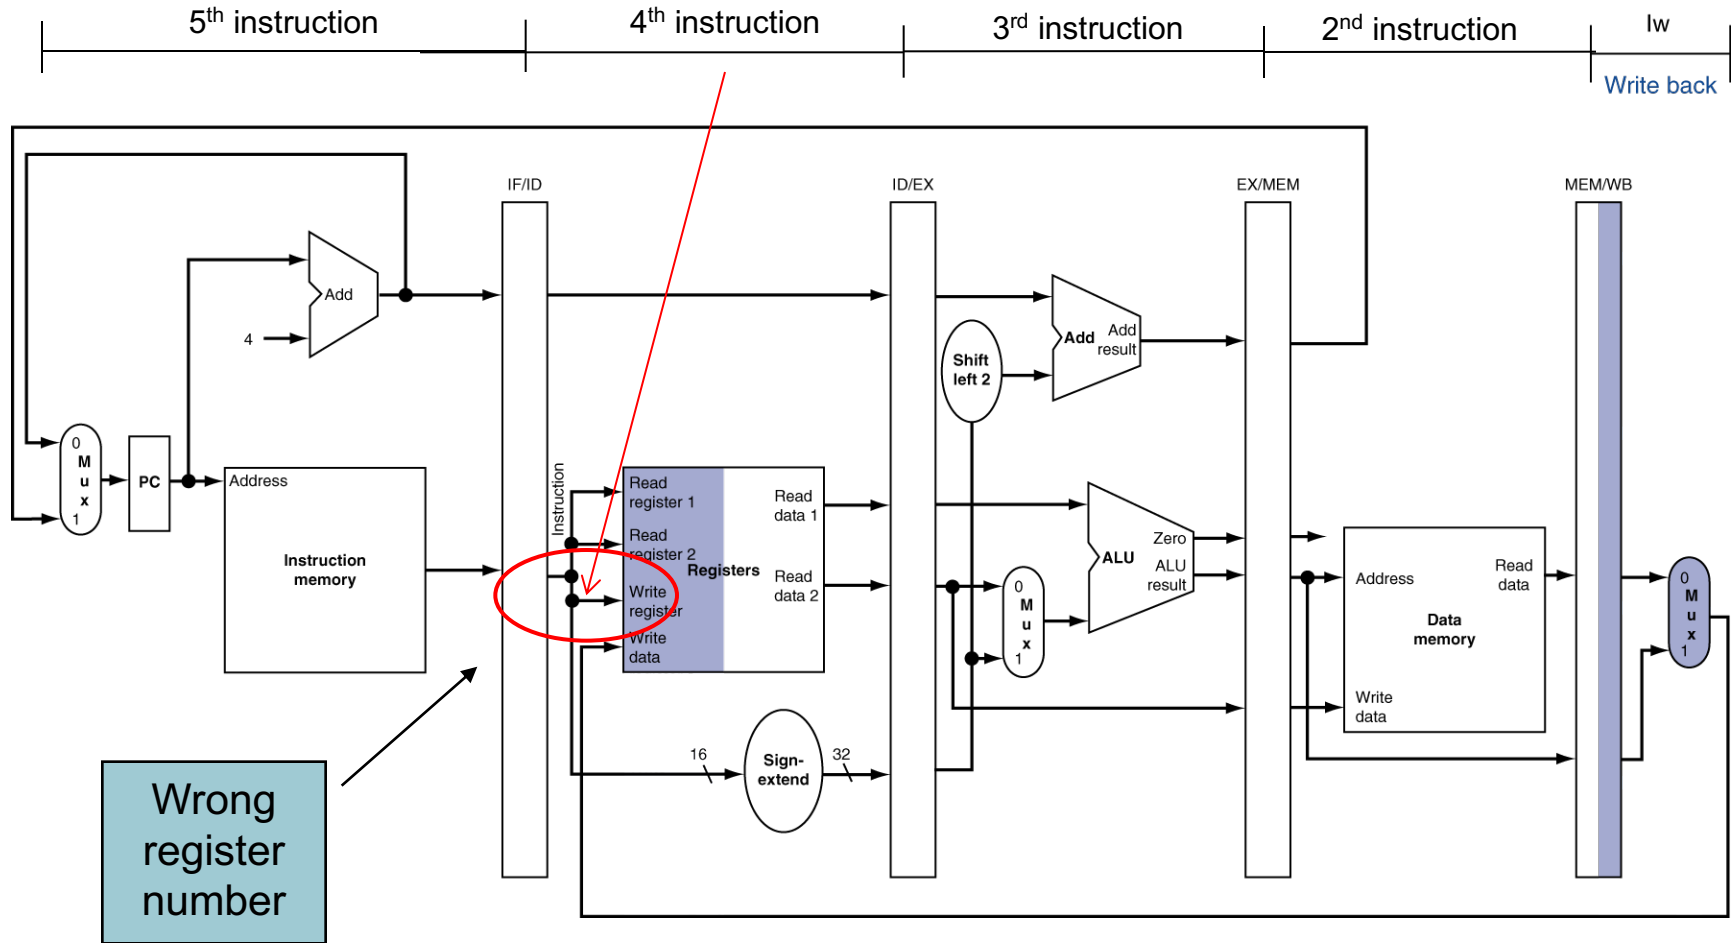 5th instruction
4th instruction
3rd instruction
2nd instruction
lw
Write back
IF/ID
ID/EX
EX/MEM
MEM/WB
Add
4
Add
Add
result
Shift
left 2
0
M
u
x
1
PC
Address
Instruction
memory
Instruction
Read
register 1
Read
register 2
Write
register
Write
data
Registers
Read
data 1
Read
data 2
0
M
u
x
1
Zero
ALU
ALU
result
Address
Read
data
Data
memory
Write
data
0
M
u
x
1
16
Sign-
extend
32
Wrong
register
number